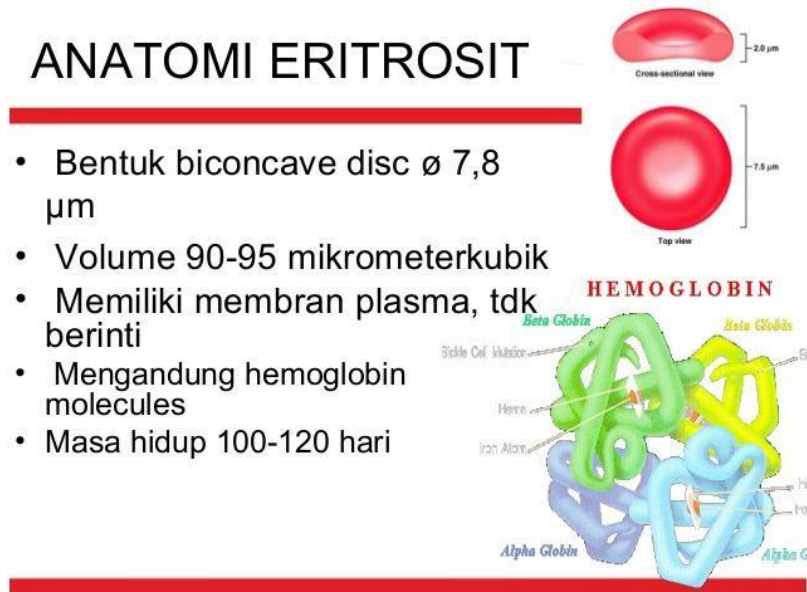 ANATOMI ERITROSIT
2.0 µm
Cross-sectional view
7.5 µm
Top view
• Bentuk biconcave disc ø 7,8
µm
• Volume 90-95 mikrometerkubik
• Memiliki membran plasma, tdk
berinti
• Mengandung hemoglobin
molecules
• Masa hidup 100-120 hari
HEMOGLOBIN
Beta Globin
Beta Globin
Sickle Cell Mutation
Heme
Iron Atom
Alpha Globin
Alpha G